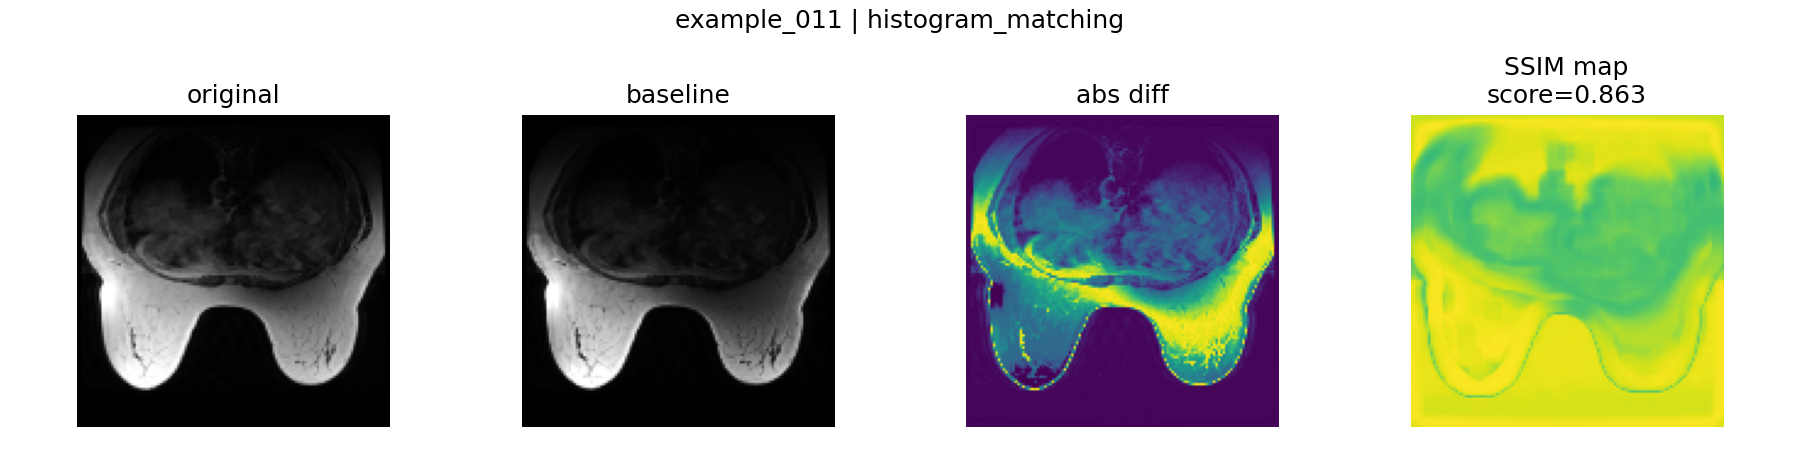 example_011 | histogram_matching
original
baseline
abs diff
SSIM map
score=0.863